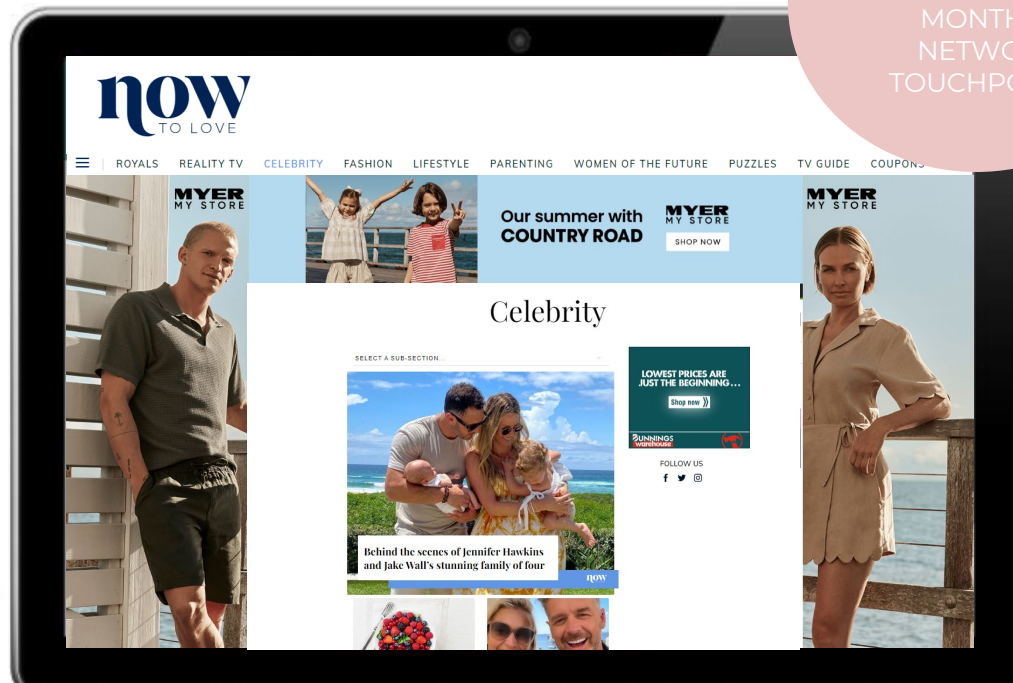 MONTH
NETWO
TOUCHPO
now
TO LOVE
ROYALS REALITY TV CELEBRITY FASHION LIFESTYLE PARENTING WOMEN OF THE FUTURE PUZZLES TV GUIDE COUPONS
MYER
MY STORE
Our summer with
COUNTRY ROAD
MYER
MY STORE
SHOP NOW
MYER
MY STORE
Celebrity
SELECT A SUB-SECTION...
LOWEST PRICES ARE
JUST THE BEGINNING...
Shop now
BUNNINGS
warehouse
FOLLOW US
Behind the scenes of Jennifer Hawkins
and Jake Wall's stunning family of four
now